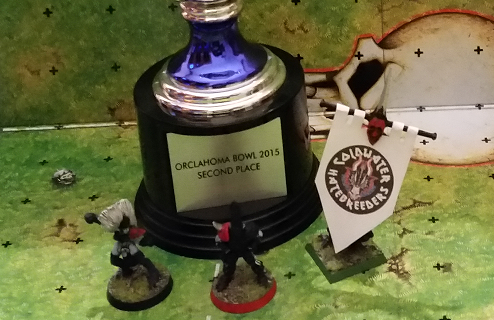 ORCLAHOMA BOWL 2015
SECOND PLACE
COLDWATER
HATEBREEDERS